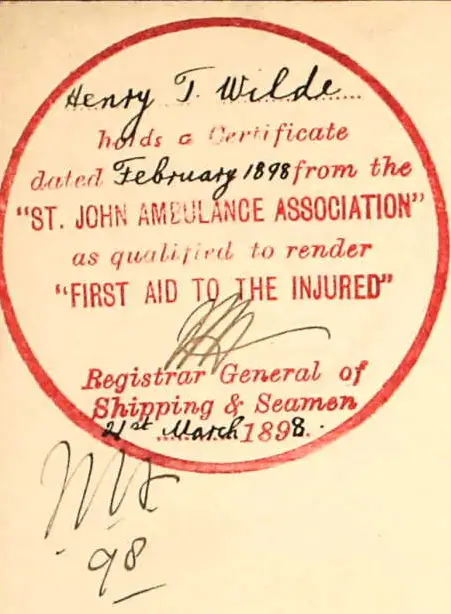 Henry T. Wilde
holds a Certificate
dated February 1898 from the
"ST. JOHN AMBULANCE ASSOCIATION"
as qualified to render
"FIRST AID TO THE INJURED"
Registrar General of
Shipping & Seamen
21st March 1898.
98